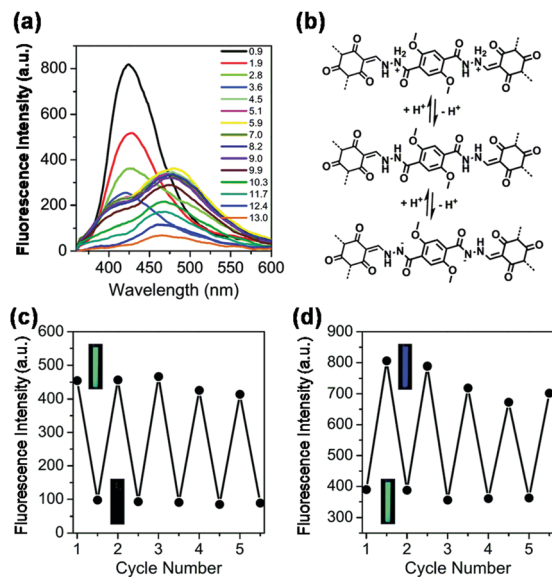 (a)
Fluorescence Intensity (a.u.)
800
600
400
200
0
400
450
500
550
600
Wavelength (nm)
0.9
1.9
2.8
3.6
4.5
5.1
5.9
7.0
8.2
9.0
9.9
10.3
11.7
12.4
13.0
(b)
O O H2 O O H2 O O
N N N N
H H
O O O O
+ H+ - H+
O O H O O H O O
N N N N
H H
O O O O
+ H+ - H+
O O H O O H O O
N N N N
O O O O
(c)
Fluorescence Intensity (a.u.)
600
500
400
300
200
100
0
1 2 3 4 5
Cycle Number
(d)
Fluorescence Intensity (a.u.)
900
800
700
600
500
400
300
1 2 3 4 5
Cycle Number